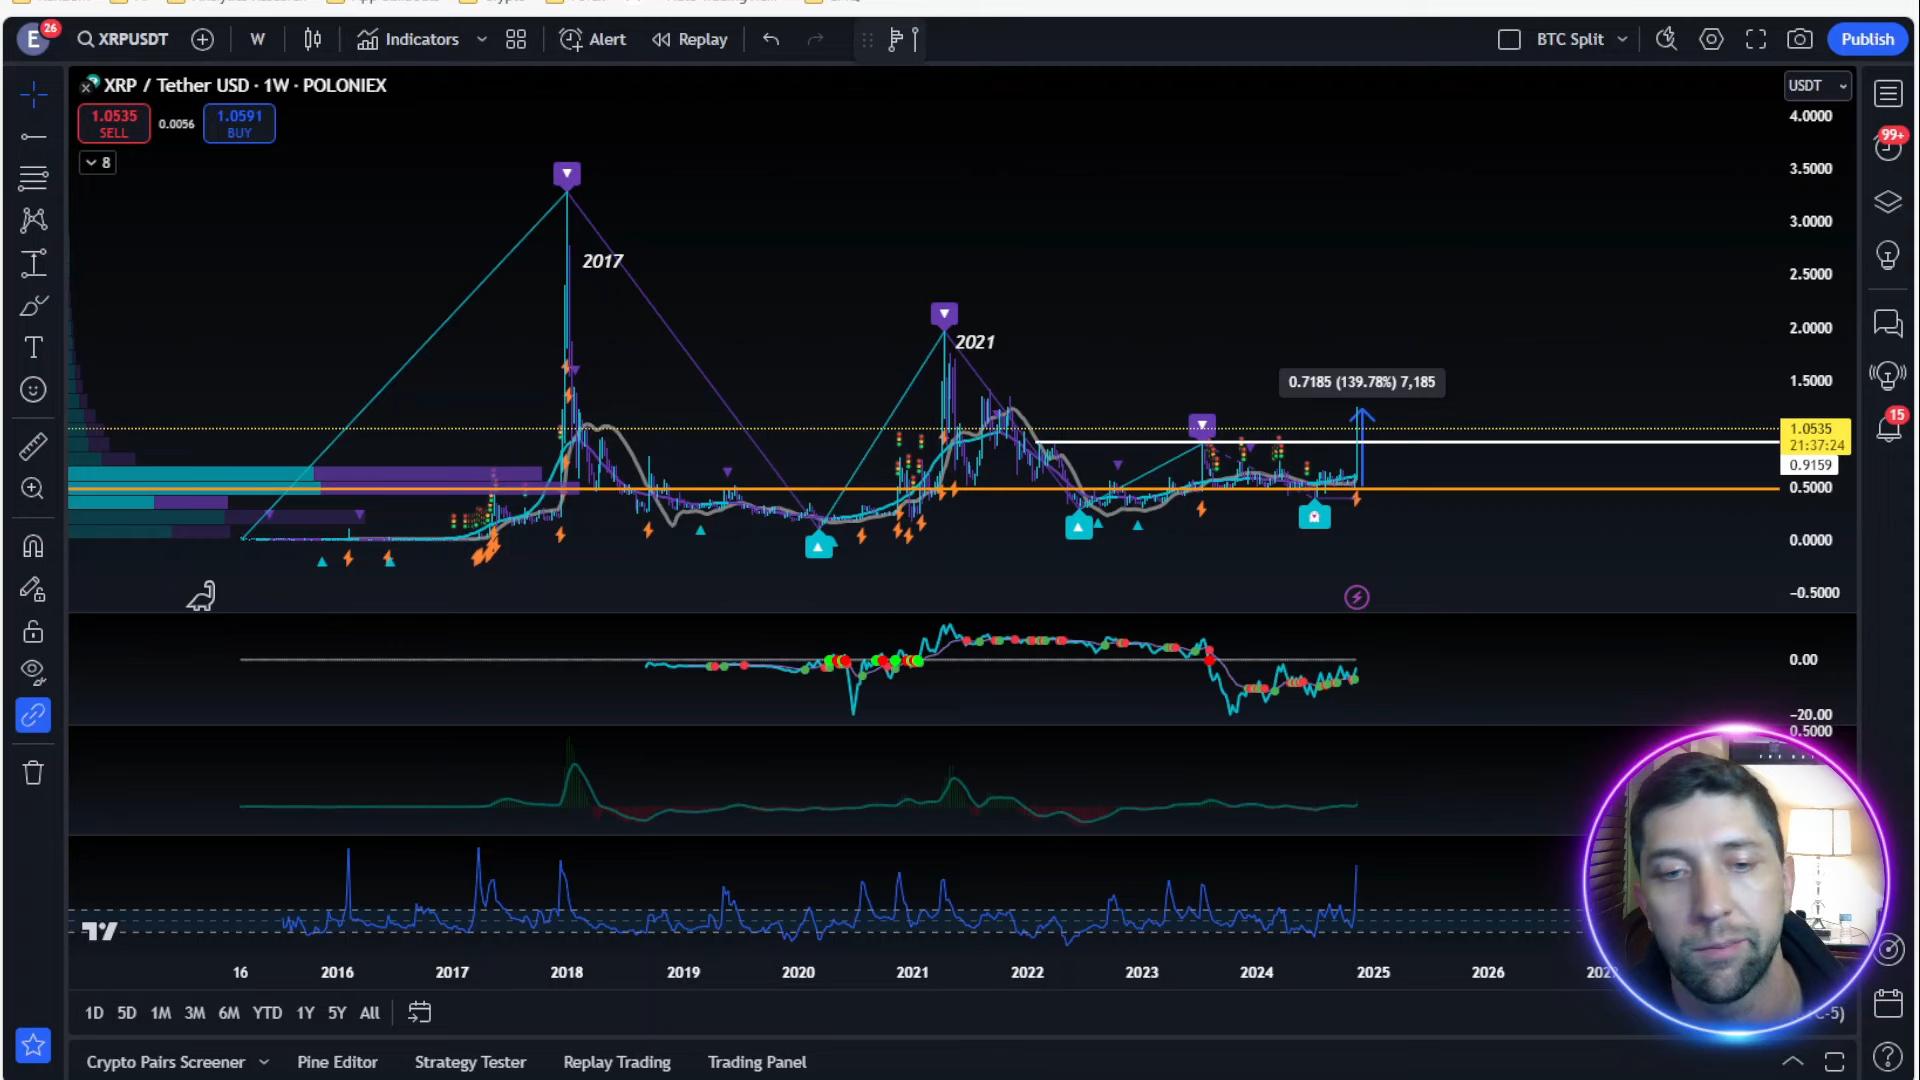 E
26
XRPUSDT
W
Indicators
Alert
Replay
BTC Split
Publish
XRP / Tether USD · 1W · POLONIEX
USDT
1.0535
SELL
0.0056
1.0591
BUY
8
99+
15
2017
2021
0.7185 (139.78%) 7,185
4.0000
3.5000
3.0000
2.5000
2.0000
1.5000
1.0535
21:37:24
0.9159
0.5000
0.0000
−0.5000
0.00
−20.00
0.5000
16
2016
2017
2018
2019
2020
2021
2022
2023
2024
2025
2026
1D 5D 1M 3M 6M YTD 1Y 5Y All
Crypto Pairs Screener
Pine Editor
Strategy Tester
Replay Trading
Trading Panel